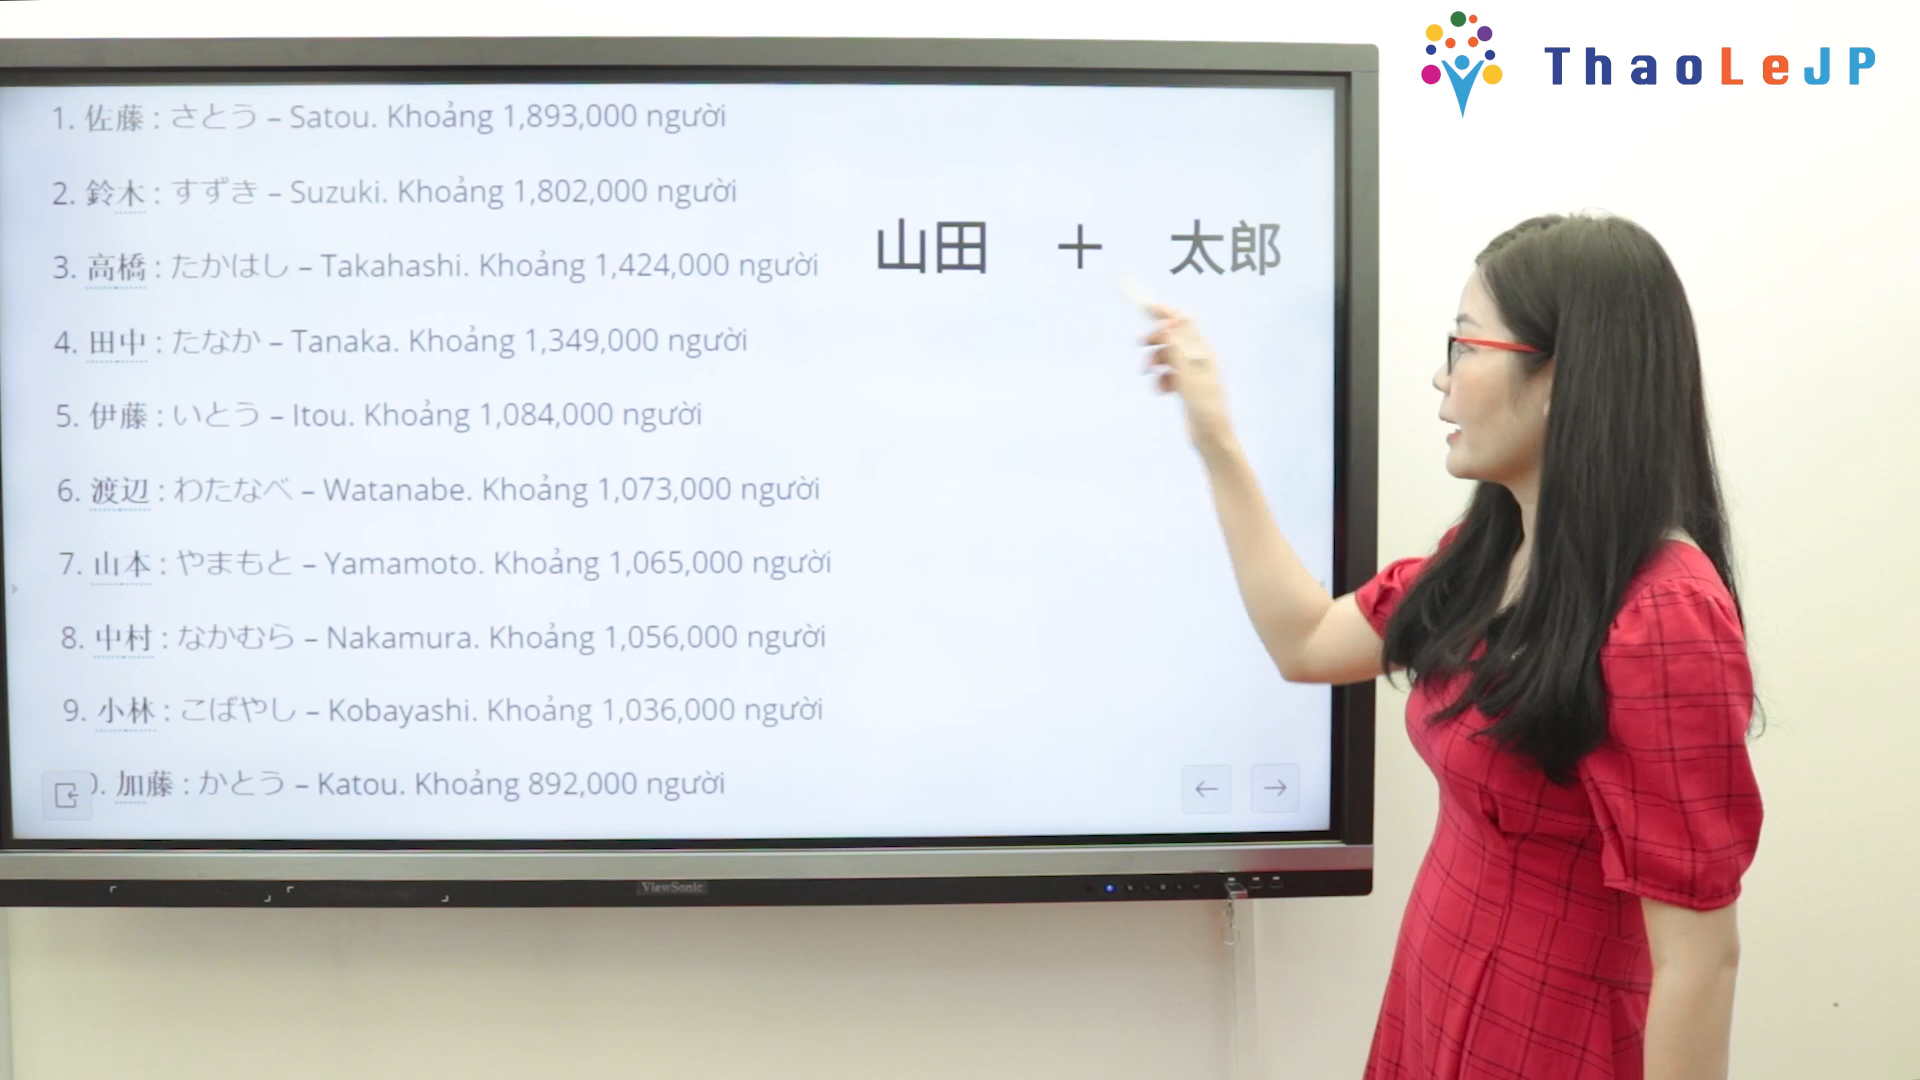 ThaoLeJP
1. 佐藤 : さとう – Satou. Khoảng 1,893,000 người
2. 鈴木 : すずき – Suzuki. Khoảng 1,802,000 người
3. 高橋 : たかはし – Takahashi. Khoảng 1,424,000 người
4. 田中 : たなか – Tanaka. Khoảng 1,349,000 người
5. 伊藤 : いとう – Itou. Khoảng 1,084,000 người
6. 渡辺 : わたなべ – Watanabe. Khoảng 1,073,000 người
7. 山本 : やまもと – Yamamoto. Khoảng 1,065,000 người
8. 中村 : なかむら – Nakamura. Khoảng 1,056,000 người
9. 小林 : こばやし – Kobayashi. Khoảng 1,036,000 người
0. 加藤 : かとう – Katou. Khoảng 892,000 người
山田 + 太郎
ViewSonic